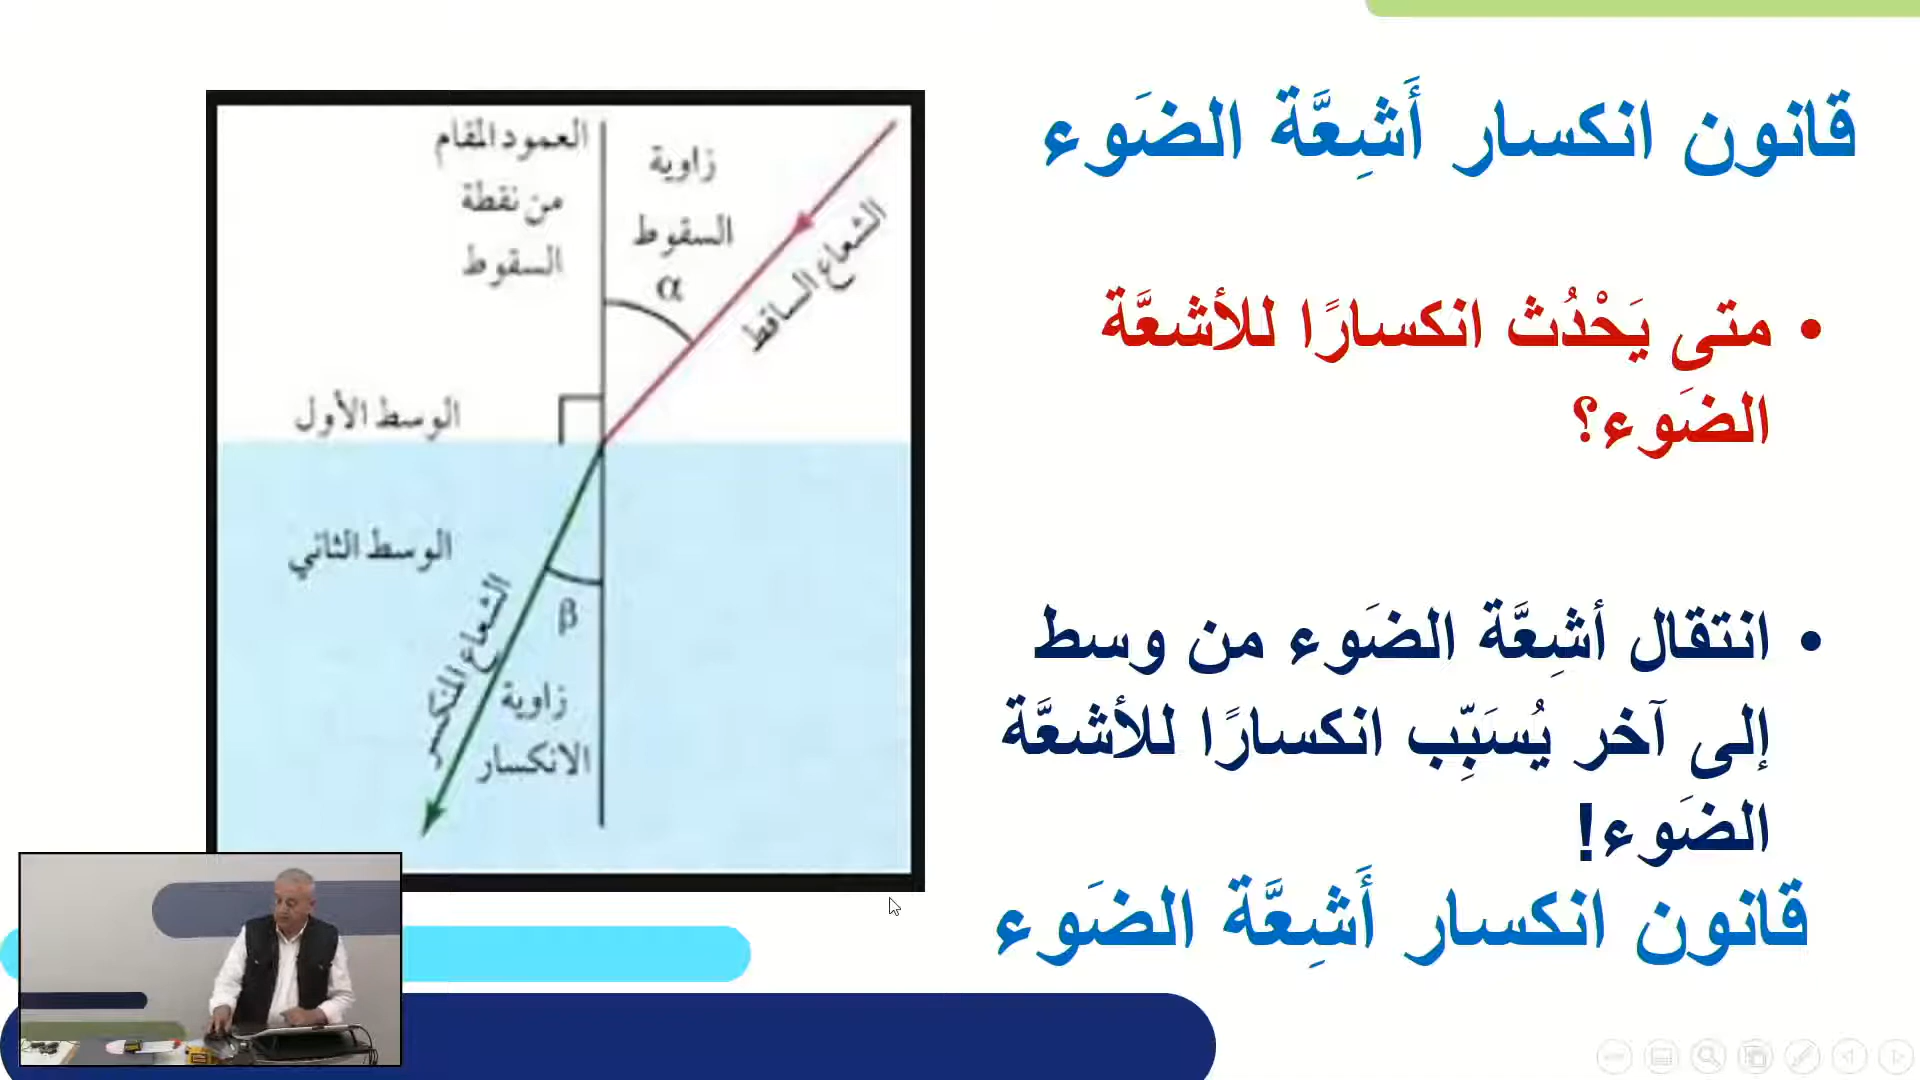 قانون انكسار أَشِعَّة الضَوء
• متى يَحْدُث انكسارًا للأشعَّة
الضَوء؟
• انتقال أشِعَّة الضَوء من وسط
إلى آخر يُسَبِّب انكسارًا للأشعَّة
الضَوء!
قانون انكسار أَشِعَّة الضَوء
زاوية
السقوط
α
العمود المقام
من نقطة
السقوط
الشعاع الساقط
الوسط الأول
الوسط الثاني
β
الشعاع المنكسر
زاوية
الانكسار